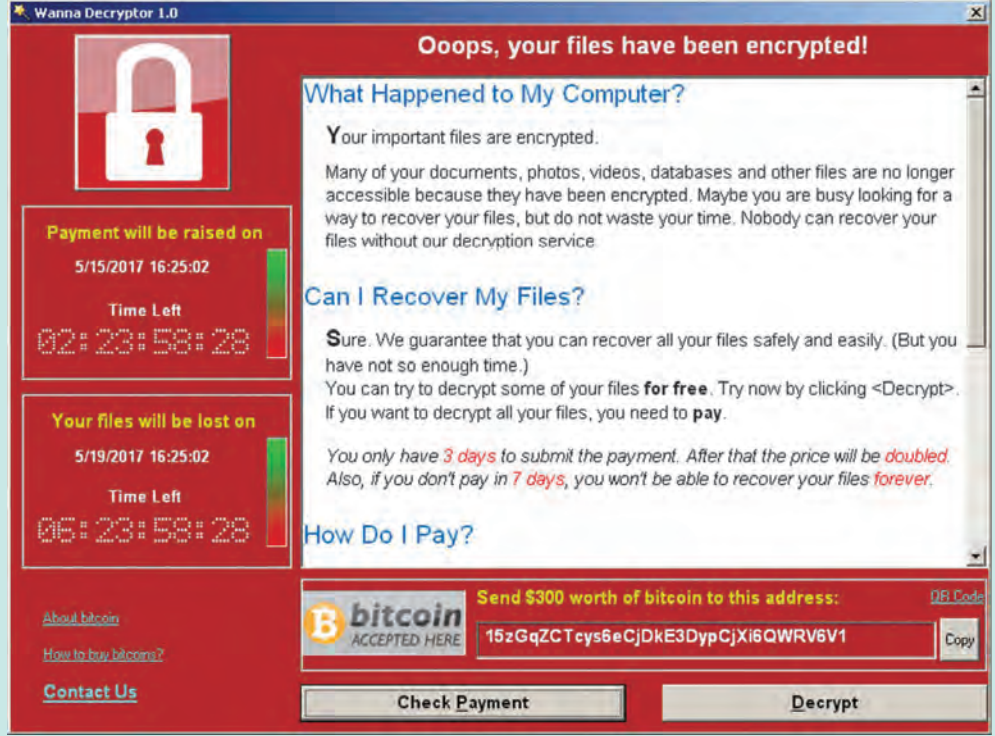 Wanna Decryptor 1.0
Ooops, your files have been encrypted!
Payment will be raised on
5/15/2017 16:25:02
Time Left
02:23:58:28
Your files will be lost on
5/19/2017 16:25:02
Time Left
06:23:58:28
About bitcoin
How to buy bitcoins?
Contact Us
What Happened to My Computer?
Your important files are encrypted.
Many of your documents, photos, videos, databases and other files are no longer
accessible because they have been encrypted. Maybe you are busy looking for a
way to recover your files, but do not waste your time. Nobody can recover your
files without our decryption service
Can I Recover My Files?
Sure. We guarantee that you can recover all your files safely and easily. (But you
have not so enough time.)
You can try to decrypt some of your files for free. Try now by clicking <Decrypt>.
If you want to decrypt all your files, you need to pay.
You only have 3 days to submit the payment. After that the price will be doubled.
Also, if you don't pay in 7 days, you won't be able to recover your files forever.
How Do I Pay?
bitcoin
ACCEPTED HERE
Send $300 worth of bitcoin to this address:
QR Code
15zGqZCTcys6eCjDkE3DypCjXi6QWRV6V1
Copy
Check Payment
Decrypt